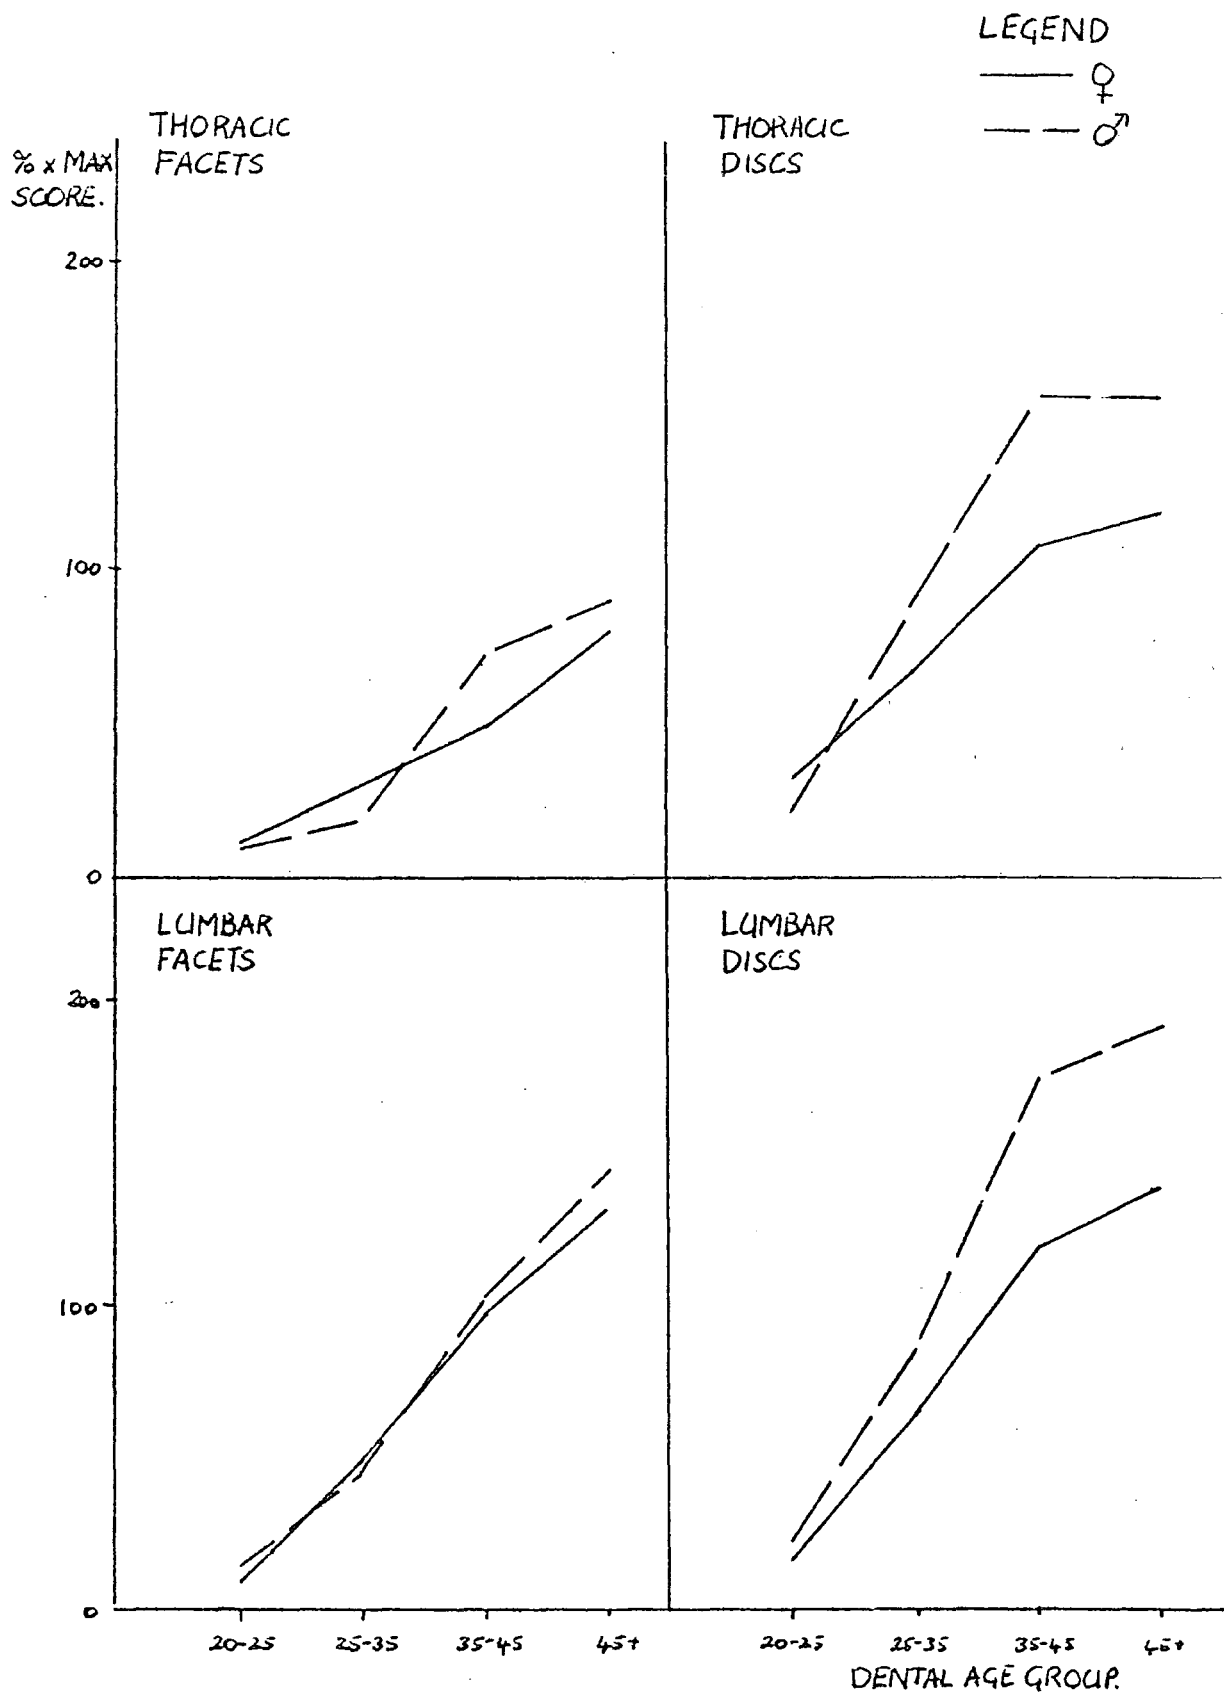 LEGEND
♀
♂
THORACIC
FACETS
THORACIC
DISCS
% x MAX
SCORE.
200
100
0
LUMBAR
FACETS
LUMBAR
DISCS
200
100
0
20-25 25-35 35-45 45+
20-25 25-35 35-45 45+
DENTAL AGE GROUP.